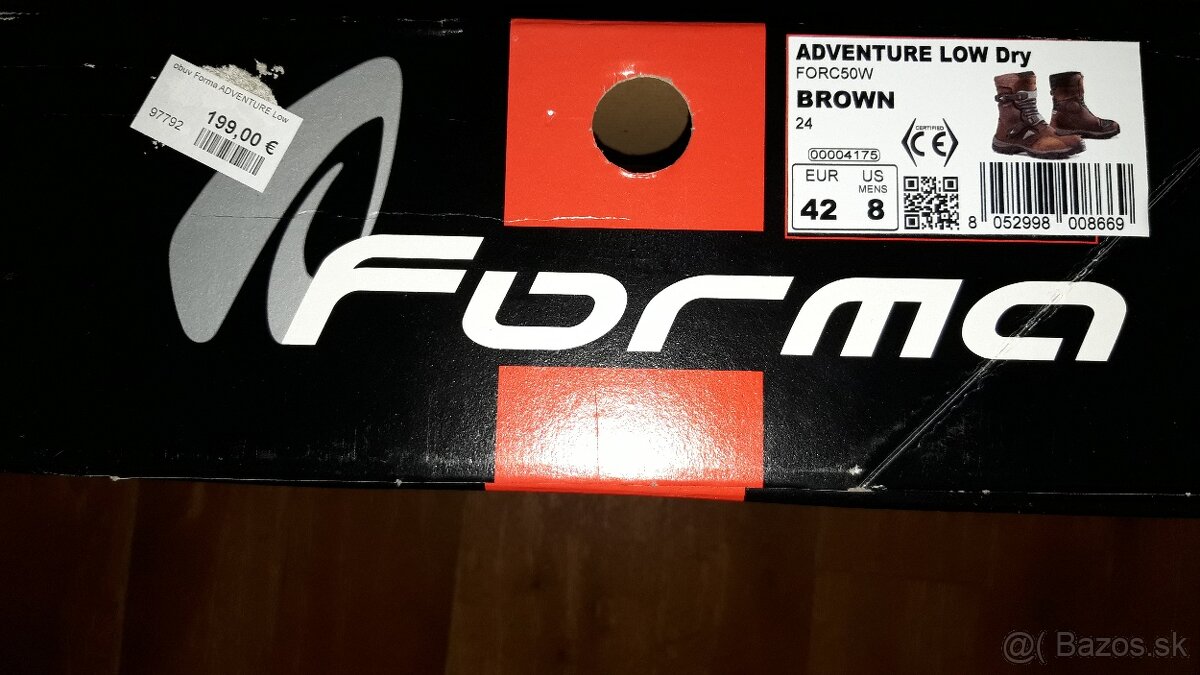 obuv Forma ADVENTURE Low
199,00 €
97792
ADVENTURE LOW Dry
FORC50W
BROWN
24
CERTIFIED
CE
00004175
EUR US
MENS
42 8
8 052998 008669
Forma
@( Bazos.sk